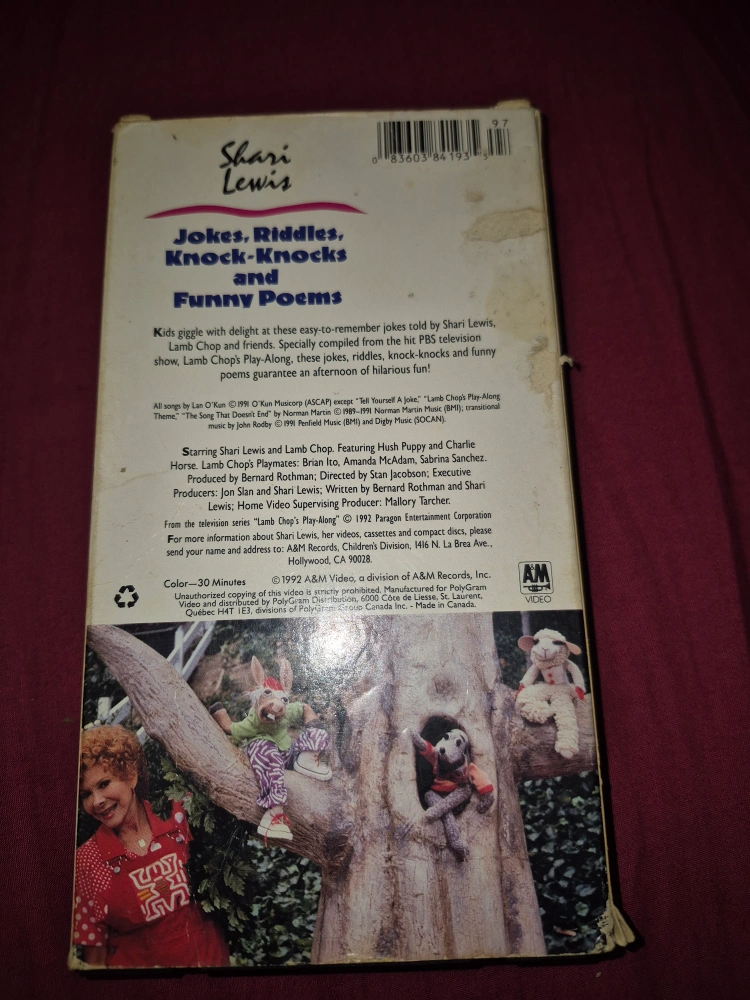 Shari
Lewis
97
0 83603 84193 5
Jokes, Riddles,
Knock-Knocks
and
Funny Poems
Kids giggle with delight at these easy-to-remember jokes told by Shari Lewis,
Lamb Chop and friends. Specially compiled from the hit PBS television
show, Lamb Chop's Play-Along, these jokes, riddles, knock-knocks and funny
poems guarantee an afternoon of hilarious fun!
All songs by Lan O'Kun ©1991 O'Kun Musicorp (ASCAP) except "Tell Yourself A Joke," "Lamb Chop's Play-Along
Theme," "The Song That Doesn't End" by Norman Martin ©1989-1991 Norman Martin Music (BMI); transitional
music by John Rodby ©1991 Penfield Music (BMI) and Digby Music (SOCAN).
Starring Shari Lewis and Lamb Chop. Featuring Hush Puppy and Charlie
Horse. Lamb Chop's Playmates: Brian Ito, Amanda McAdam, Sabrina Sanchez.
Produced by Bernard Rothman; Directed by Stan Jacobson; Executive
Producers: Jon Slan and Shari Lewis; Written by Bernard Rothman and Shari
Lewis; Home Video Supervising Producer: Mallory Tarcher.
From the television series "Lamb Chop's Play-Along" © 1992 Paragon Entertainment Corporation
For more information about Shari Lewis, her videos, cassettes and compact discs, please
send your name and address to: A&M Records, Children's Division, 1416 N. La Brea Ave.,
Hollywood, CA 90028.
Color—30 Minutes ©1992 A&M Video, a division of A&M Records, Inc.
Unauthorized copying of this video is strictly prohibited. Manufactured for PolyGram
Video and distributed by PolyGram Distribution, 6000 Côte de Liesse, St. Laurent,
Québec H4T 1E3, divisions of PolyGram Group Canada Inc. - Made in Canada.
A&M
VIDEO